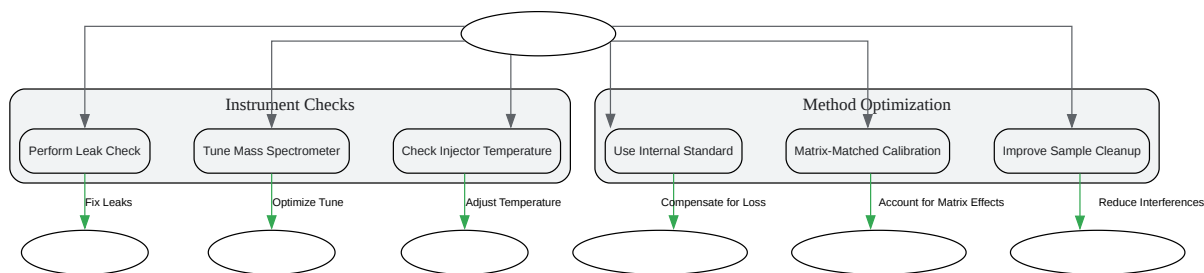 Instrument Checks
Method Optimization
Perform Leak Check
Tune Mass Spectrometer
Check Injector Temperature
Use Internal Standard
Matrix-Matched Calibration
Improve Sample Cleanup
Fix Leaks
Optimize Tune
Adjust Temperature
Compensate for Loss
Account for Matrix Effects
Reduce Interferences